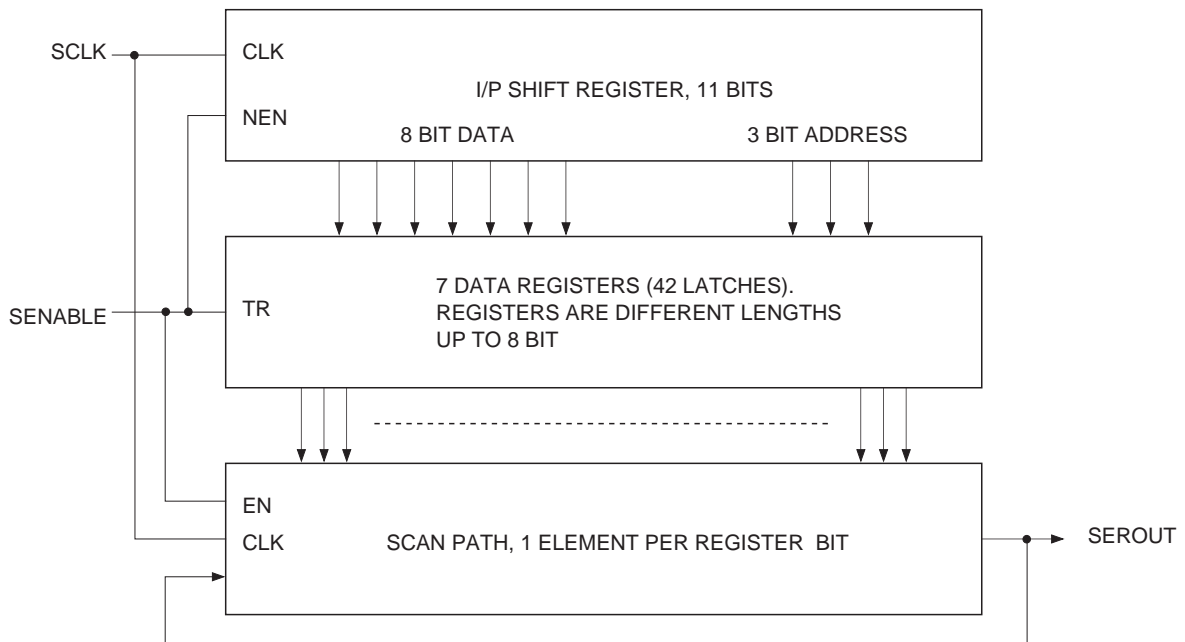 SCLK
CLK
I/P SHIFT REGISTER, 11 BITS
NEN
8 BIT DATA
3 BIT ADDRESS
SENABLE
TR
7 DATA REGISTERS (42 LATCHES).
REGISTERS ARE DIFFERENT LENGTHS
UP TO 8 BIT
EN
CLK
SCAN PATH, 1 ELEMENT PER REGISTER BIT
SEROUT